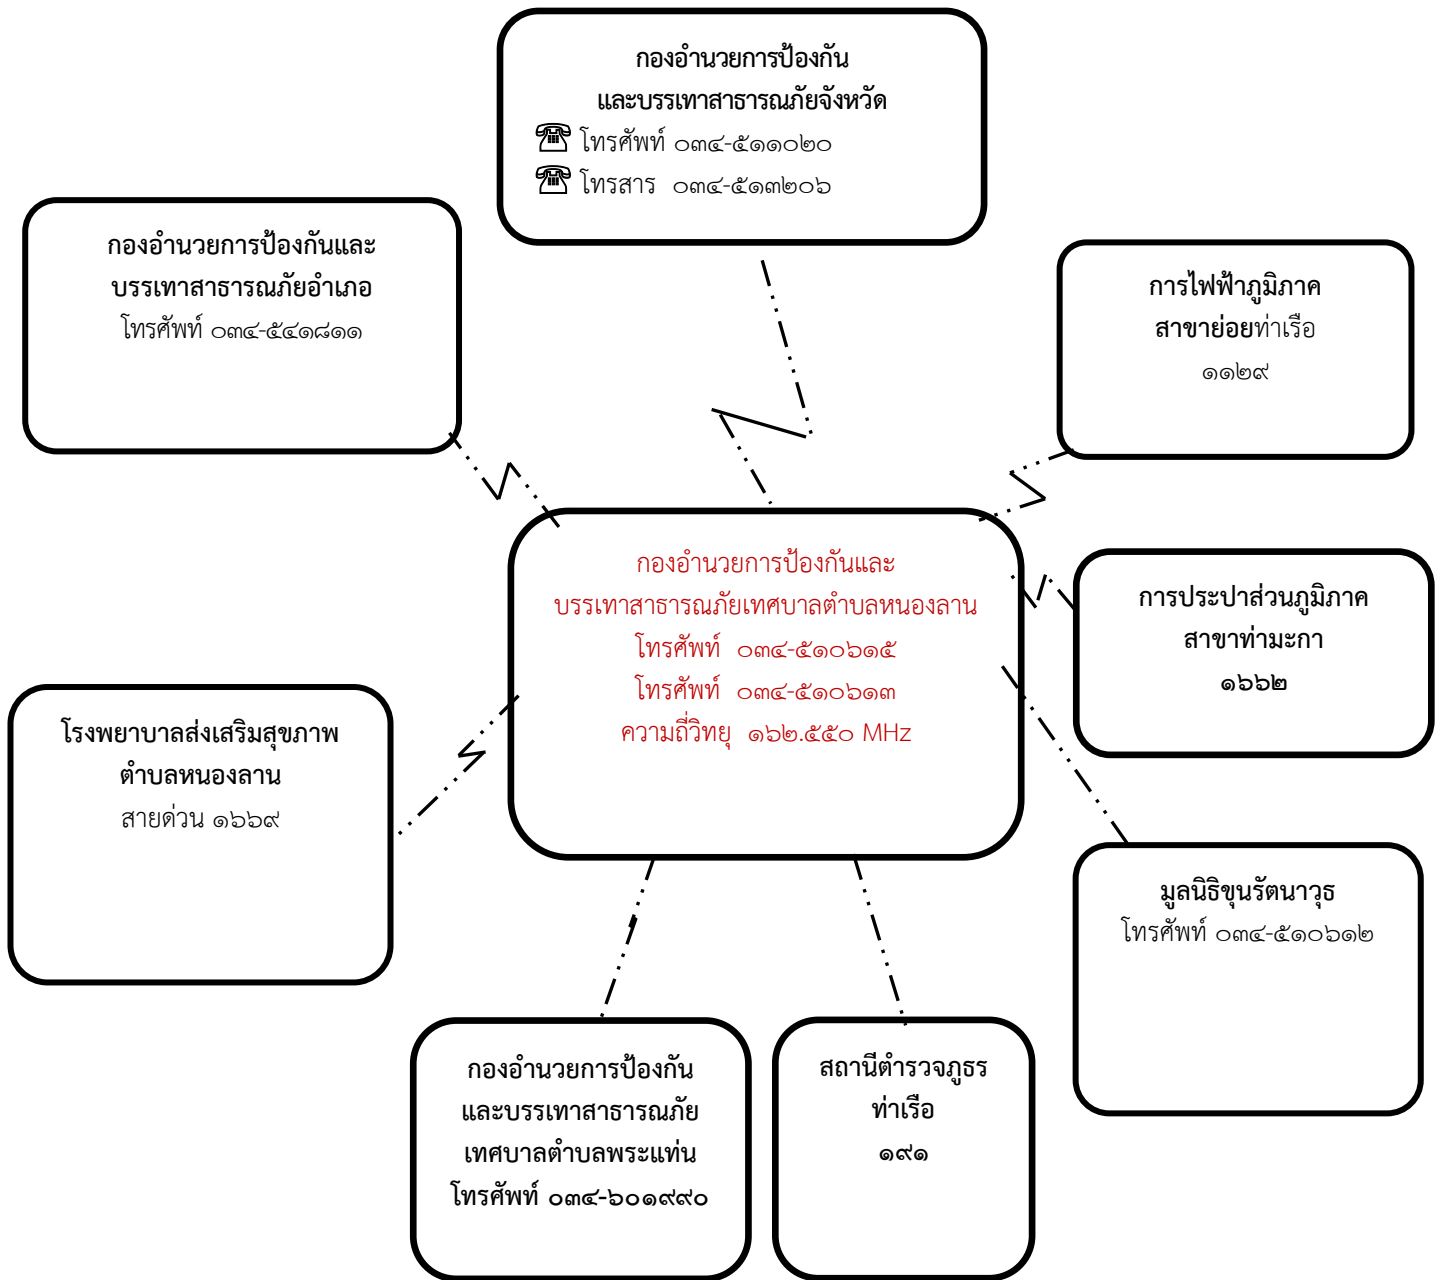 กองอำนวยการป้องกัน
และบรรเทาสาธารณภัยจังหวัด
☎ โทรศัพท์ ๐๓๔-๕๑๑๐๒๐
☎ โทรสาร ๐๓๔-๕๑๓๒๐๖
กองอำนวยการป้องกันและ
บรรเทาสาธารณภัยอำเภอ
โทรศัพท์ ๐๓๔-๕๔๑๘๑๑
การไฟฟ้าภูมิภาค
สาขาย่อยท่าเรือ
๑๑๒๙
กองอำนวยการป้องกันและ
บรรเทาสาธารณภัยเทศบาลตำบลหนองลาน
โทรศัพท์ ๐๓๔-๕๑๐๖๑๕
โทรศัพท์ ๐๓๔-๕๑๐๖๑๓
ความถี่วิทยุ ๑๖๒.๕๕๐ MHz
การประปาส่วนภูมิภาค
สาขาท่ามะกา
๑๖๖๒
โรงพยาบาลส่งเสริมสุขภาพ
ตำบลหนองลาน
สายด่วน ๑๖๖๙
มูลนิธิขุนรัตนาวุธ
โทรศัพท์ ๐๓๔-๕๑๐๖๑๒
กองอำนวยการป้องกัน
และบรรเทาสาธารณภัย
เทศบาลตำบลพระแท่น
โทรศัพท์ ๐๓๔-๖๐๑๙๙๐
สถานีตำรวจภูธร
ท่าเรือ
๑๙๑